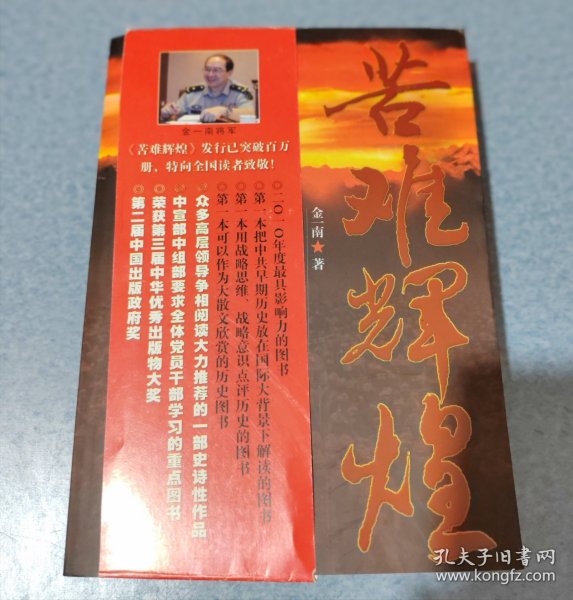 苦难辉煌
金一南★著
金一南将军
《苦难辉煌》发行已突破百万
册、特向全国读者致敬！
◎二〇一〇年度最具影响力的图书
◎第一本把中共早期历史放在国际大背景下解读的图书
◎第一本用战略思维、战略意识点评历史的图书
◎第一本可以作为大散文欣赏的历史图书
◎众多高层领导争相阅读大力推荐的一部史诗性作品
◎中宣部中组部要求全体党员干部学习的重点图书
◎荣获第三届中华优秀出版物大奖
◎第二届中国出版政府奖
孔夫子旧书网
www.kongfz.com